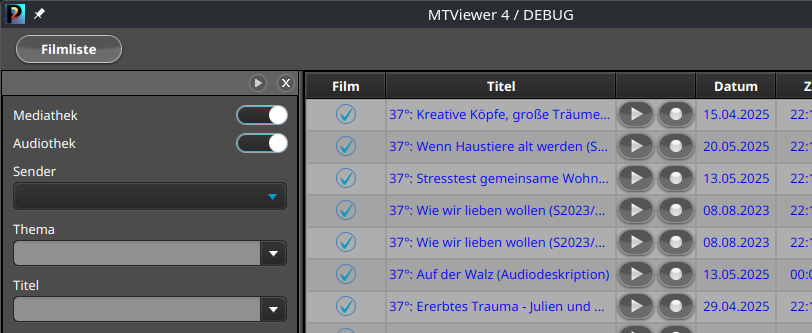 MTViewer 4 / DEBUG
Filmliste
Mediathek
Audiothek
Sender
Thema
Titel
Film Titel Datum Z
37°: Kreative Köpfe, große Träume... 15.04.2025 22:1
37°: Wenn Haustiere alt werden (S... 20.05.2025 22:1
37°: Stresstest gemeinsame Wohn... 13.05.2025 22:1
37°: Wie wir lieben wollen (S2023/... 08.08.2023 22:1
37°: Wie wir lieben wollen (S2023/... 08.08.2023 22:1
37°: Auf der Walz (Audiodeskription) 13.05.2025 00:0
37°: Ererbtes Trauma - Julien und ... 29.04.2025 22:1